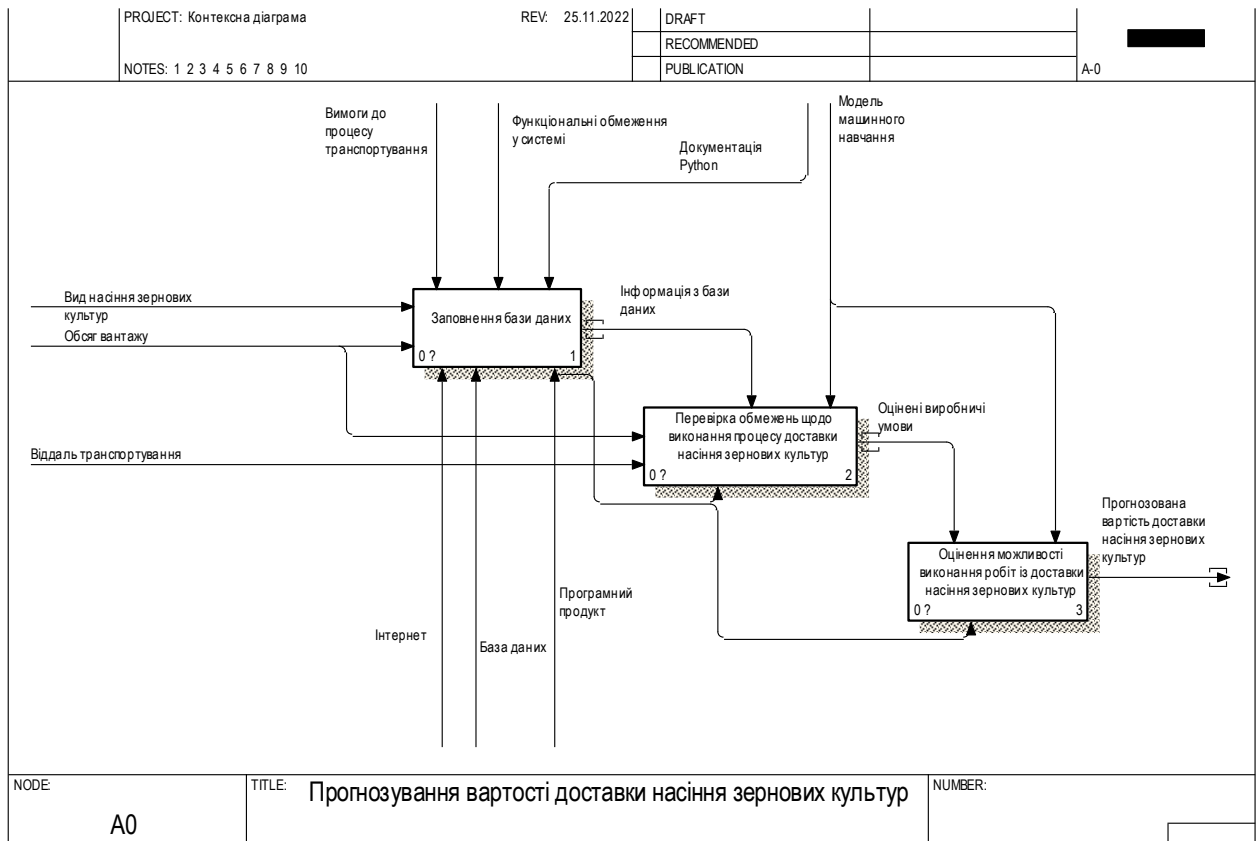 PROJECT: Контексна діаграма
REV: 25.11.2022
DRAFT
RECOMMENDED
NOTES: 1 2 3 4 5 6 7 8 9 10
PUBLICATION
A-0
Вимоги до
процесу
транспортування
Функціональні обмеження
у системі
Документація
Python
Модель
машинного
навчання
Вид насіння зернових
культур
Обсяг вантажу
Заповнення бази даних
0 ?
1
Інформація з бази
даних
Перевірка обмежень щодо
виконання процесу доставки
насіння зернових культур
0 ?
2
Оцінені виробничі
умови
Віддаль транспортування
Прогнозована
вартість доставки
насіння зернових
культур
Оцінення можливості
виконання робіт із доставки
насіння зернових культур
0 ?
3
Програмний
продукт
Інтернет
База даних
NODE:
A0
TITLE:
Прогнозування вартості доставки насіння зернових культур
NUMBER: